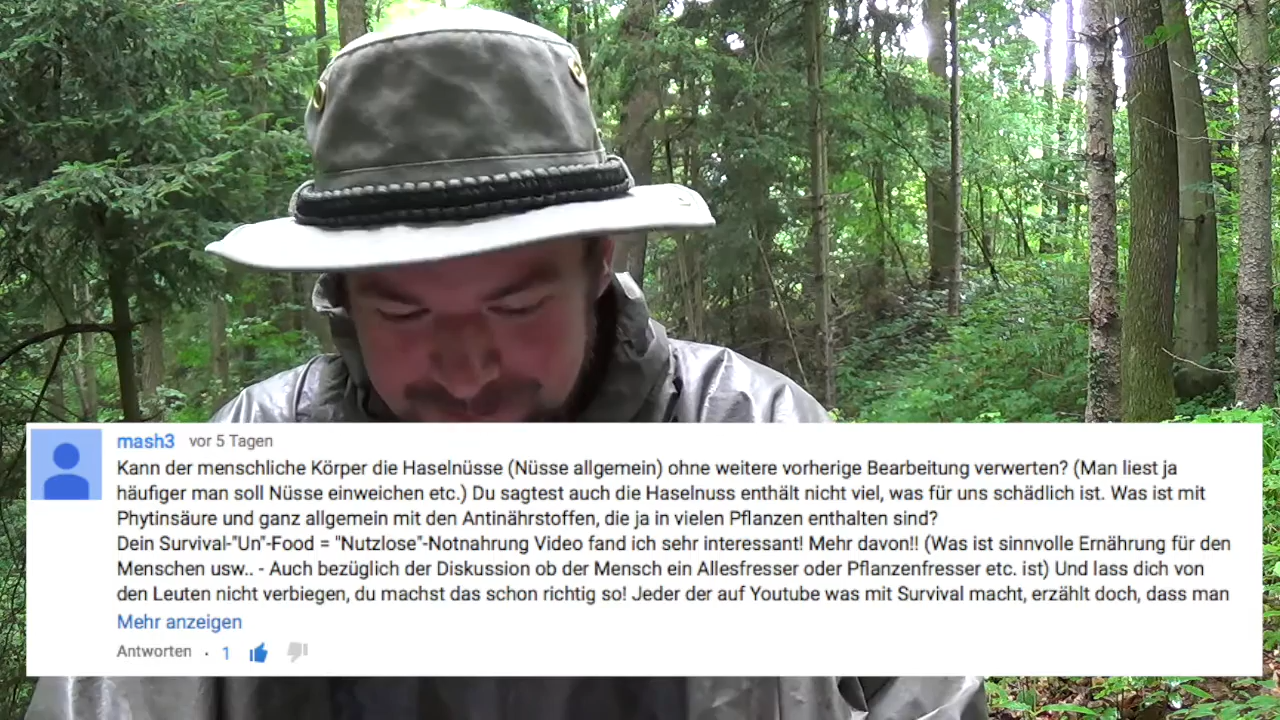 mash3 vor 5 Tagen
Kann der menschliche Körper die Haselnüsse (Nüsse allgemein) ohne weitere vorherige Bearbeitung verwerten? (Man liest ja
häufiger man soll Nüsse einweichen etc.) Du sagtest auch die Haselnuss enthält nicht viel, was für uns schädlich ist. Was ist mit
Phytinsäure und ganz allgemein mit den Antinährstoffen, die ja in vielen Pflanzen enthalten sind?
Dein Survival-"Un"-Food = "Nutzlose"-Notnahrung Video fand ich sehr interessant! Mehr davon!! (Was ist sinnvolle Ernährung für den
Menschen usw.. - Auch bezüglich der Diskussion ob der Mensch ein Allesfresser oder Pflanzenfresser etc. ist) Und lass dich von
den Leuten nicht verbiegen, du machst das schon richtig so! Jeder der auf Youtube was mit Survival macht, erzählt doch, dass man
Mehr anzeigen
Antworten · 1